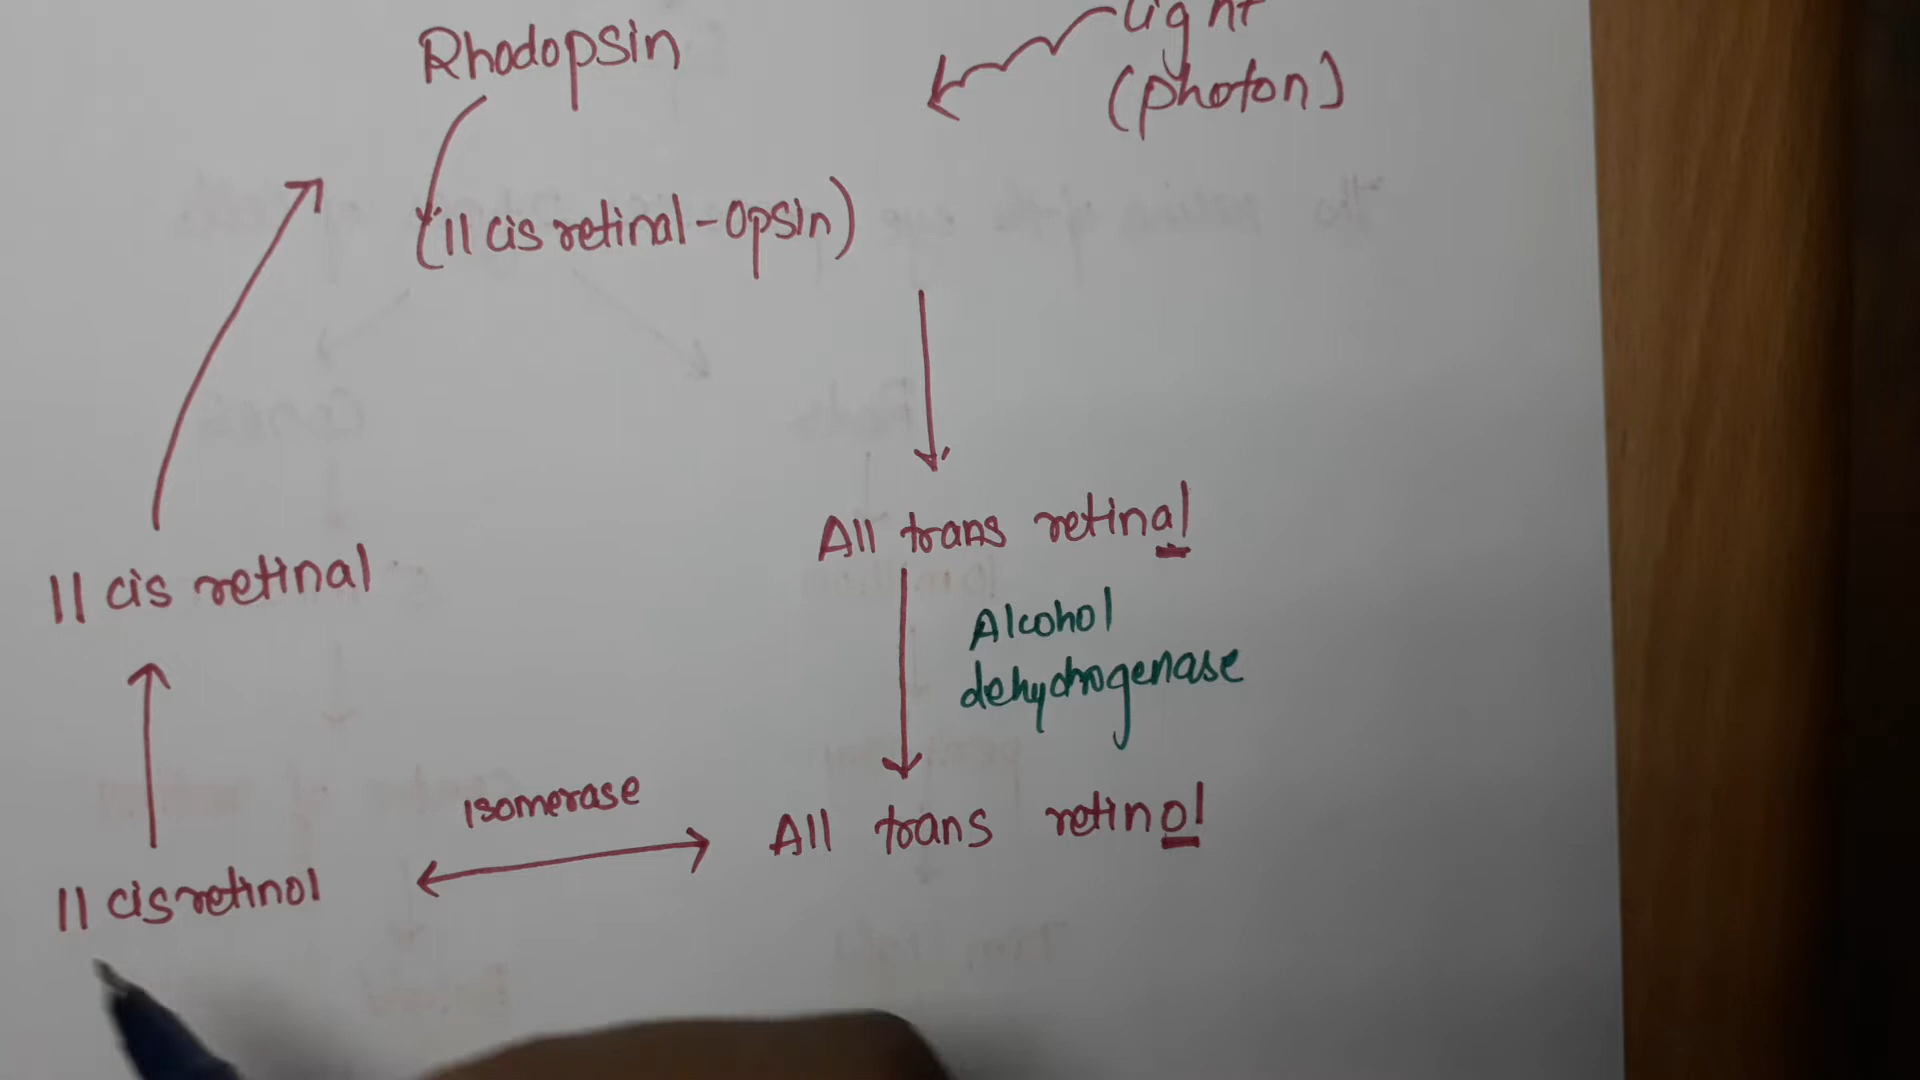 Rhodopsin
Light
(photon)
(11 cis retinal - Opsin)
All trans retinal
11 cis retinal
Alcohol
dehydrogenase
Isomerase
All trans retinol
11 cis retinol